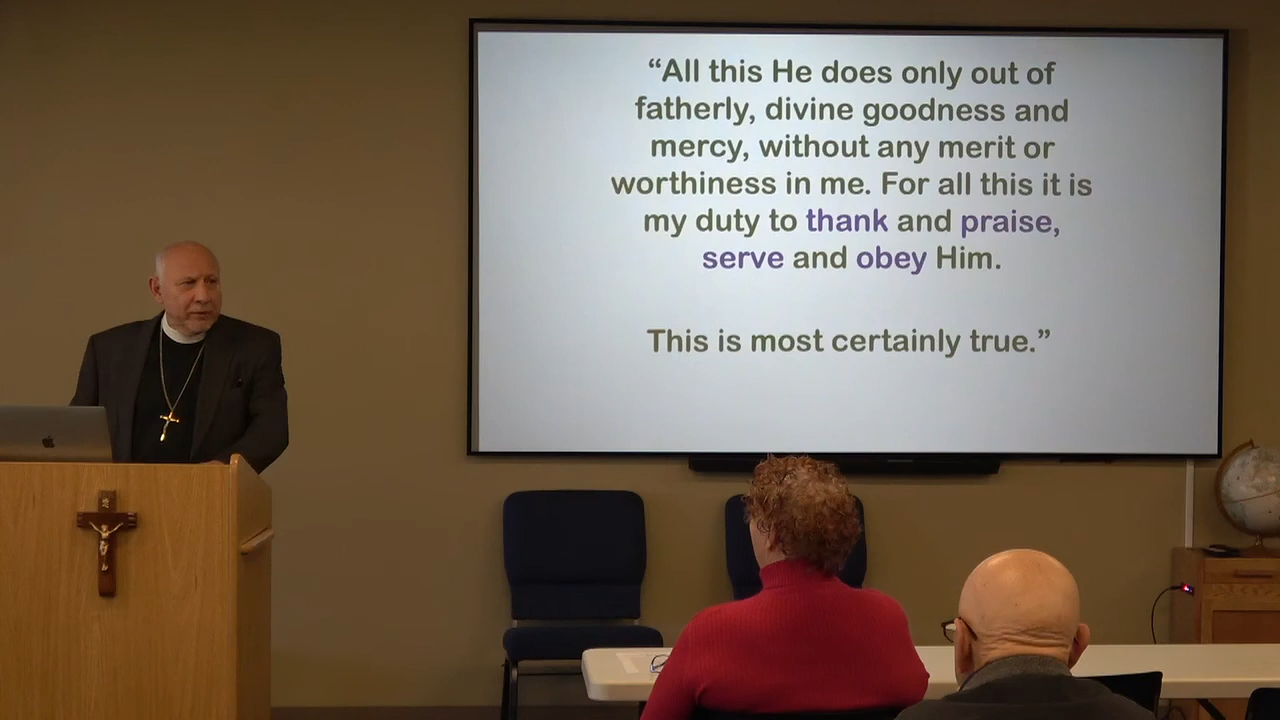 “All this He does only out of
fatherly, divine goodness and
mercy, without any merit or
worthiness in me. For all this it is
my duty to thank and praise,
serve and obey Him.
This is most certainly true.”